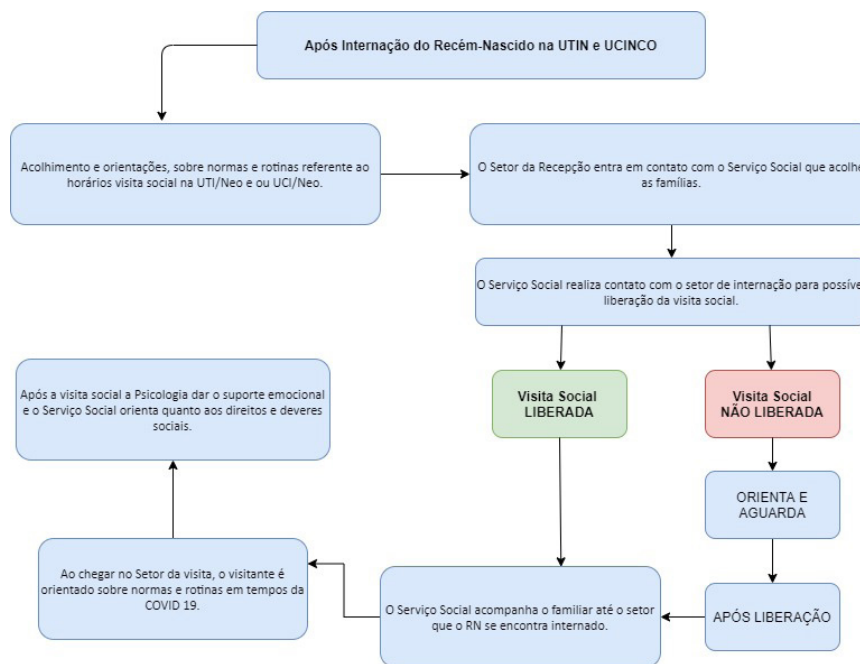 Após Internação do Recém-Nascido na UTIN e UCINCO
Acolhimento e orientações, sobre normas e rotinas referente ao
horários visita social na UTI/Neo e ou UCI/Neo.
O Setor da Recepção entra em contato com o Serviço Social que acolhe
as famílias.
O Serviço Social realiza contato com o setor de internação para possíve
liberação da visita social.
Visita Social
LIBERADA
Visita Social
NÃO LIBERADA
ORIENTA E
AGUARDA
APÓS LIBERAÇÃO
O Serviço Social acompanha o familiar até o setor
que o RN se encontra internado.
Ao chegar no Setor da visita, o visitante é
orientado sobre normas e rotinas em tempos da
COVID 19.
Após a visita social a Psicologia dar o suporte emocional
e o Serviço Social orienta quanto aos direitos e deveres
sociais.